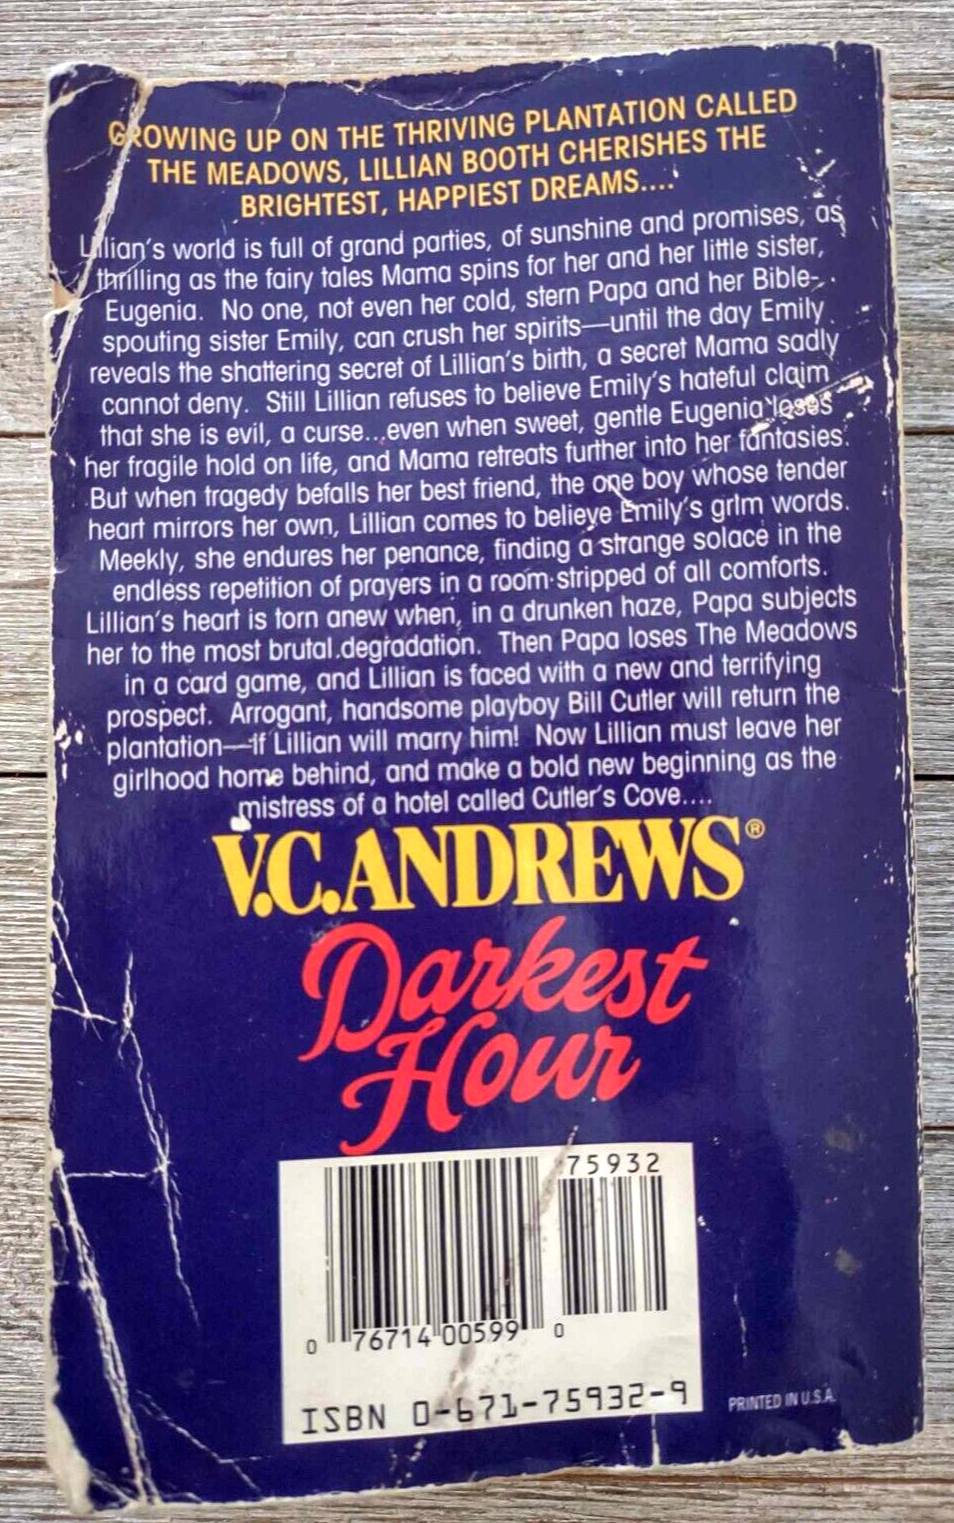 GROWING UP ON THE THRIVING PLANTATION CALLED
THE MEADOWS, LILLIAN BOOTH CHERISHES THE
BRIGHTEST, HAPPIEST DREAMS....
Lillian's world is full of grand parties, of sunshine and promises, as
thrilling as the fairy tales Mama spins for her and her little sister,
Eugenia. No one, not even her cold, stern Papa and her Bible-
spouting sister Emily, can crush her spirits—until the day Emily
reveals the shattering secret of Lillian's birth, a secret Mama sadly
cannot deny. Still Lillian refuses to believe Emily's hateful claim
that she is evil, a curse...even when sweet, gentle Eugenia loses
her fragile hold on life, and Mama retreats further into her fantasies.
But when tragedy befalls her best friend, the one boy whose tender
heart mirrors her own, Lillian comes to believe Emily's grim words.
Meekly, she endures her penance, finding a strange solace in the
endless repetition of prayers in a room stripped of all comforts.
Lillian's heart is torn anew when, in a drunken haze, Papa subjects
her to the most brutal degradation. Then Papa loses The Meadows
in a card game, and Lillian is faced with a new and terrifying
prospect. Arrogant, handsome playboy Bill Cutler will return the
plantation—if Lillian will marry him! Now Lillian must leave her
girlhood home behind, and make a bold new beginning as the
mistress of a hotel called Cutler's Cove....
V.C. ANDREWS®
Darkest
Hour
75932
0 76714 00599 0
ISBN 0-671-75932-9
PRINTED IN U.S.A.